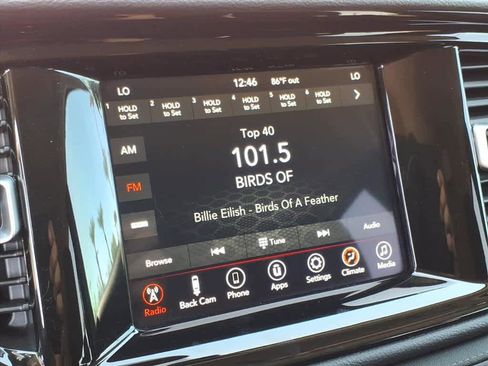 LO 12:46 86°F out LO
1 HOLD to Set 2 HOLD to Set 3 HOLD to Set 4 HOLD to Set 5 HOLD to Set 6 HOLD to Set
Top 40
AM
101.5
FM
BIRDS OF
Billie Eilish - Birds Of A Feather
Browse Tune Audio
Radio Back Cam Phone Apps Settings Climate Media